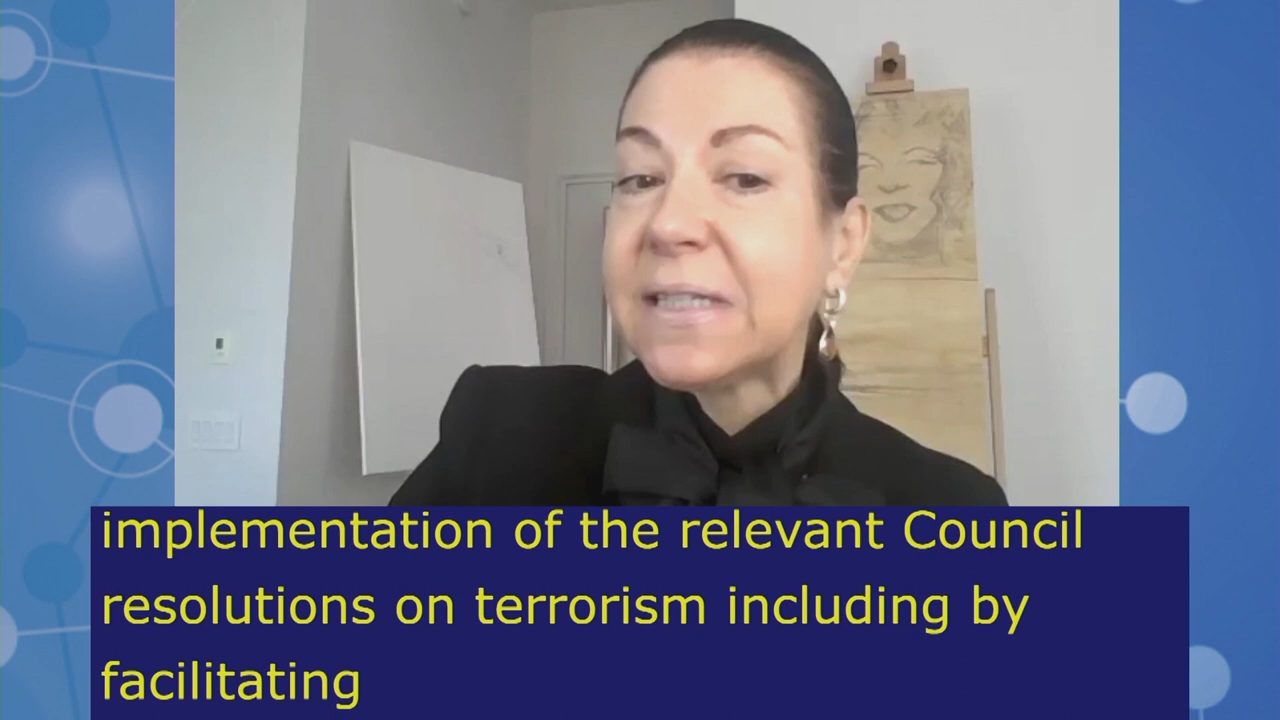 implementation of the relevant Council
resolutions on terrorism including by
facilitating